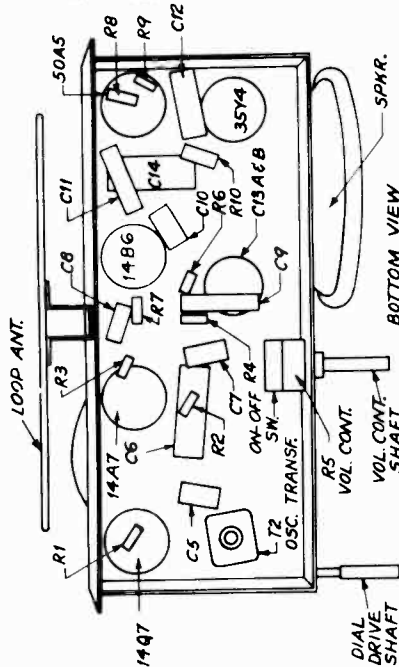 LOOP ANT.
14Q7
R1
14A7
R3
C8
C11
50A5
R8
R9
C12
C6
R7
14B6
C14
C10
R6
R10
35Y4
C13 A&B
C5
R2
C7
R4
C9
T2
OSC. TRANSF.
ON-OFF
SW.
R5
VOL. CONT.
VOL. CONT.
SHAFT
DIAL
DRIVE
SHAFT
BOTTOM VIEW
SPKR.